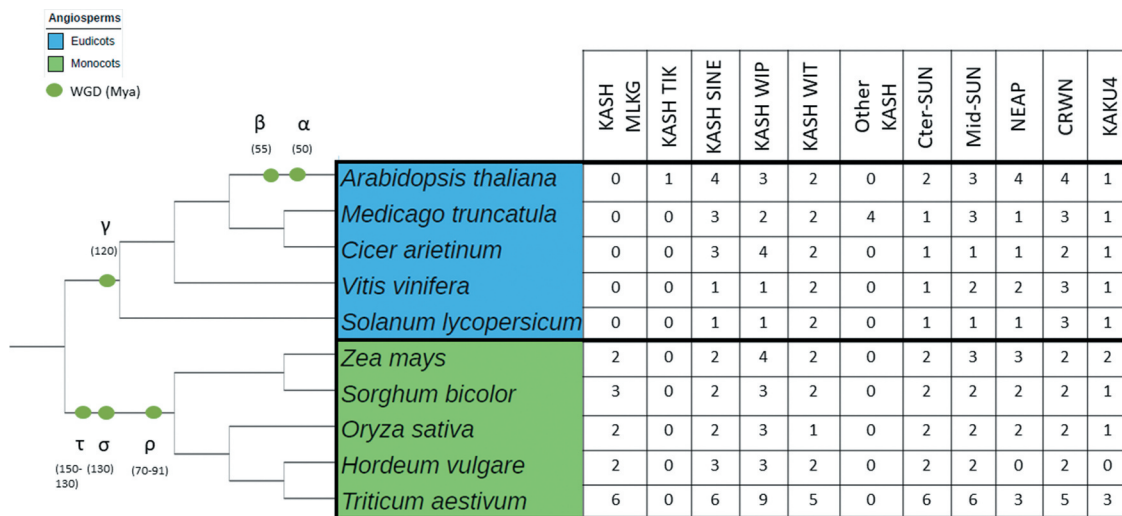 Angiosperms
Eudicots
Monocots
WGD (Mya)
KASH MLKG
KASH TIK
KASH SINE
KASH WIP
KASH WIT
Other KASH
Cter-SUN
Mid-SUN
NEAP
CRWN
KAKU4
β α
(55) (50)
γ
(120)
τ σ ρ
(150-130) (130) (70-91)
Arabidopsis thaliana 0 1 4 3 2 0 2 3 4 4 1
Medicago truncatula 0 0 3 2 2 4 1 3 1 3 1
Cicer arietinum 0 0 3 4 2 0 1 1 1 2 1
Vitis vinifera 0 0 1 1 2 0 1 2 2 3 1
Solanum lycopersicum 0 0 1 1 2 0 1 1 1 3 1
Zea mays 2 0 2 4 2 0 2 3 3 2 2
Sorghum bicolor 3 0 2 3 2 0 2 2 2 2 1
Oryza sativa 2 0 2 3 1 0 2 2 2 2 1
Hordeum vulgare 2 0 3 3 2 0 2 2 0 2 0
Triticum aestivum 6 0 6 9 5 0 6 6 3 5 3